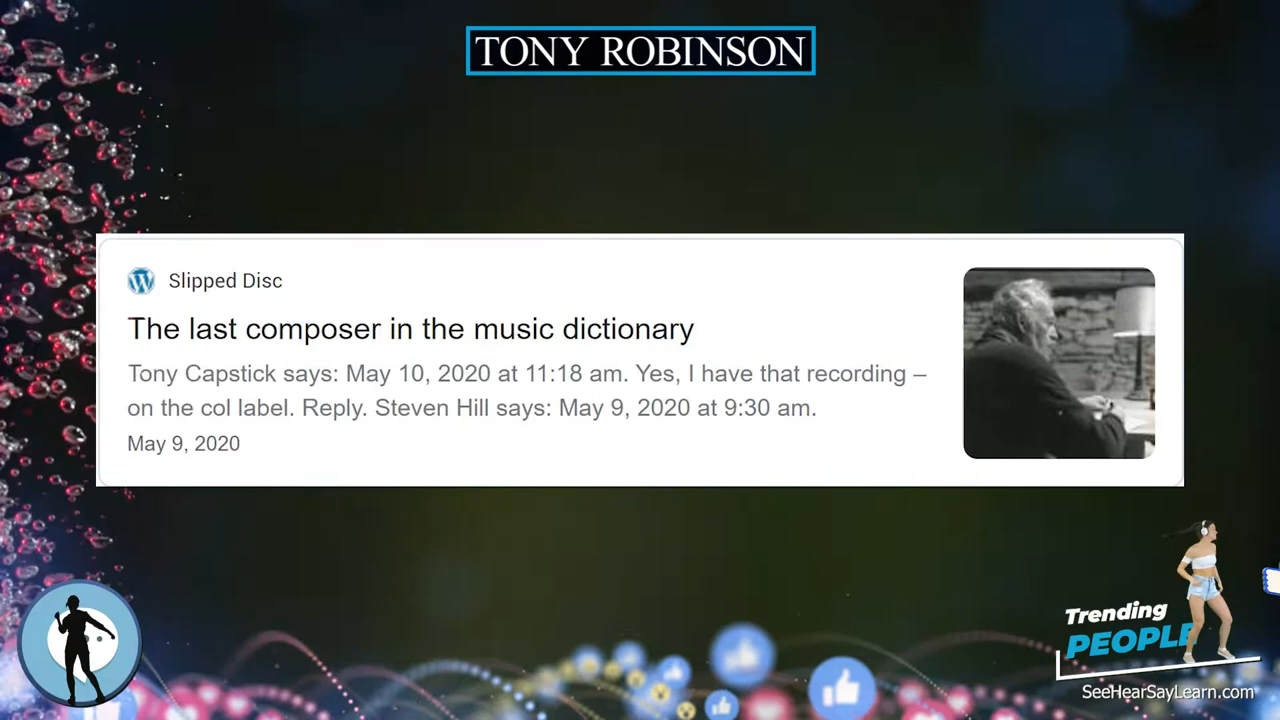 TONY ROBINSON
Slipped Disc
The last composer in the music dictionary
Tony Capstick says: May 10, 2020 at 11:18 am. Yes, I have that recording –
on the col label. Reply. Steven Hill says: May 9, 2020 at 9:30 am.
May 9, 2020
Trending
PEOPLE
SeeHearSayLearn.com